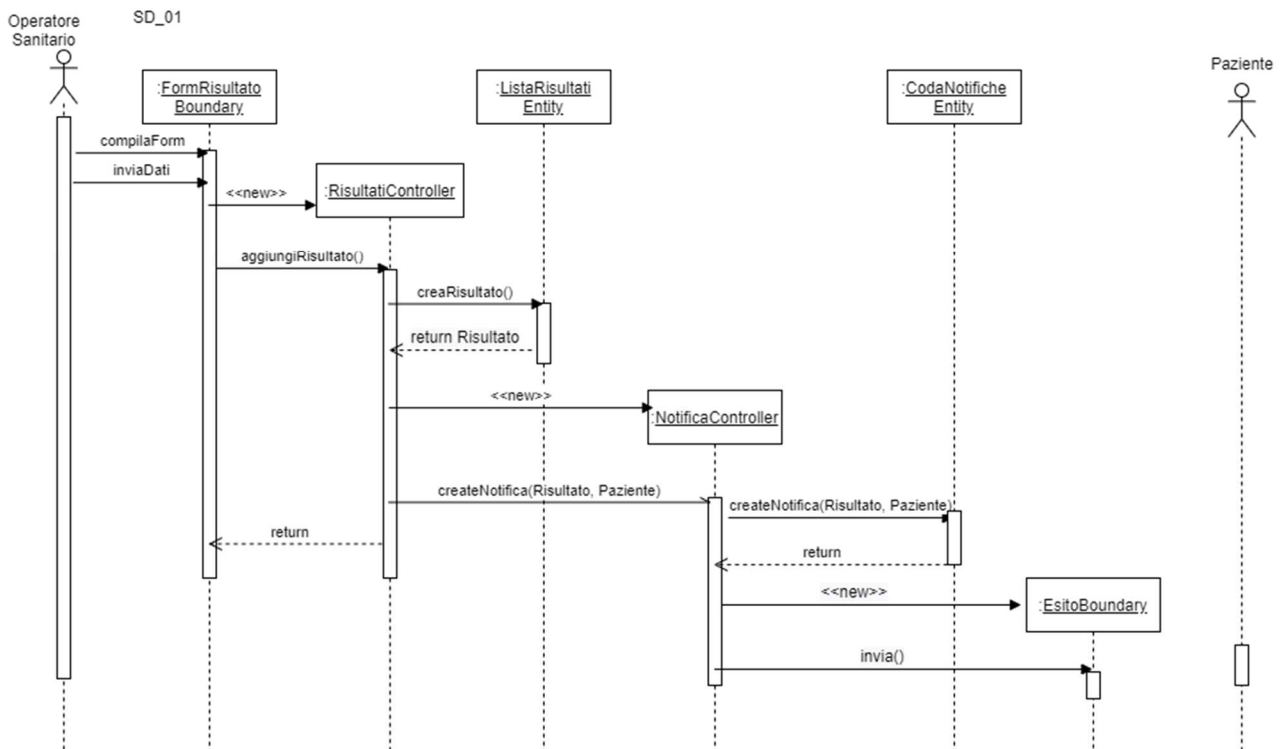 SD_01
Operatore
Sanitario
Paziente
:FormRisultato
Boundary
:ListaRisultati
Entity
:CodaNotifiche
Entity
compilaForm
inviaDati
<<new>>
:RisultatiController
aggiungiRisultato()
creaRisultato()
return Risultato
<<new>>
:NotificaController
createNotifica(Risultato, Paziente)
createNotifica(Risultato, Paziente)
return
return
<<new>>
:EsitoBoundary
invia()